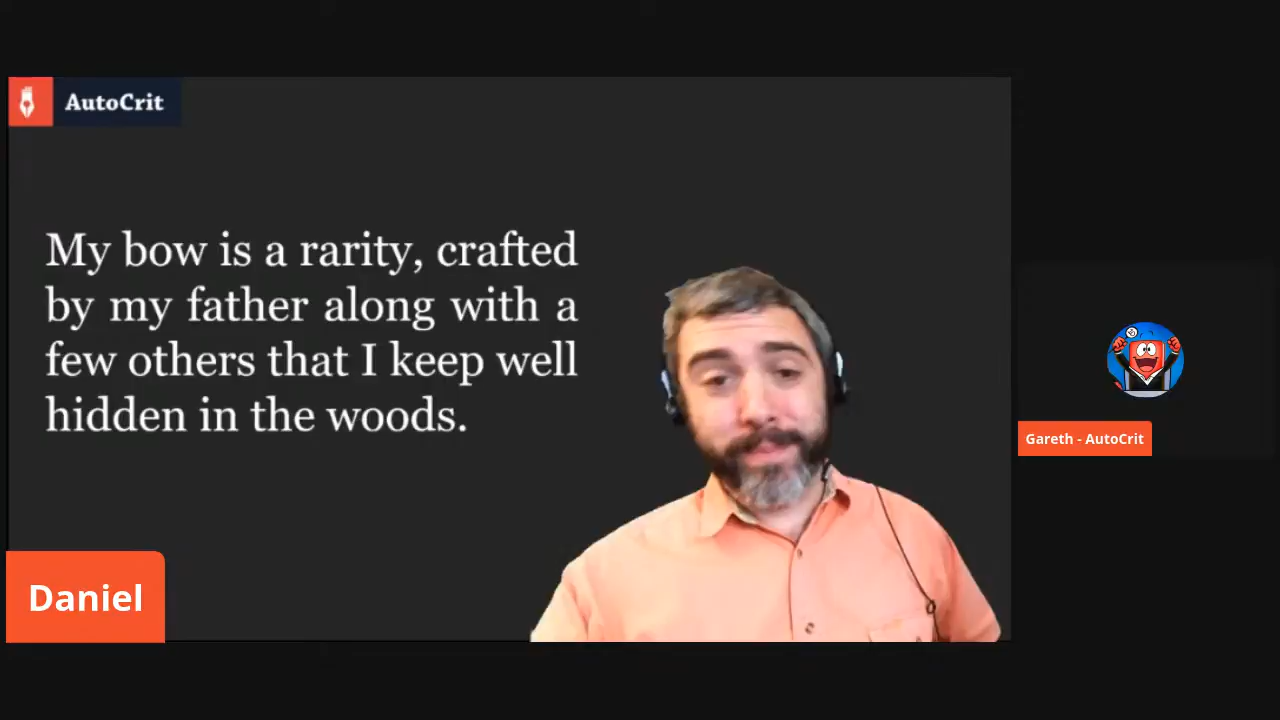 AutoCrit
My bow is a rarity, crafted
by my father along with a
few others that I keep well
hidden in the woods.
Gareth - AutoCrit
Daniel